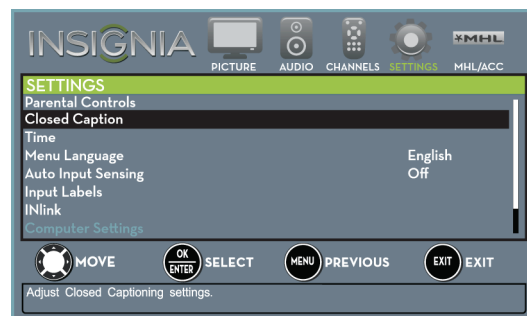 INSIGNIA
PICTURE AUDIO CHANNELS SETTINGS MHL/ACC
MHL
SETTINGS
Parental Controls
Closed Caption
Time
Menu Language English
Auto Input Sensing Off
Input Labels
INlink
Computer Settings
MOVE OK ENTER SELECT MENU PREVIOUS EXIT EXIT
Adjust Closed Captioning settings.